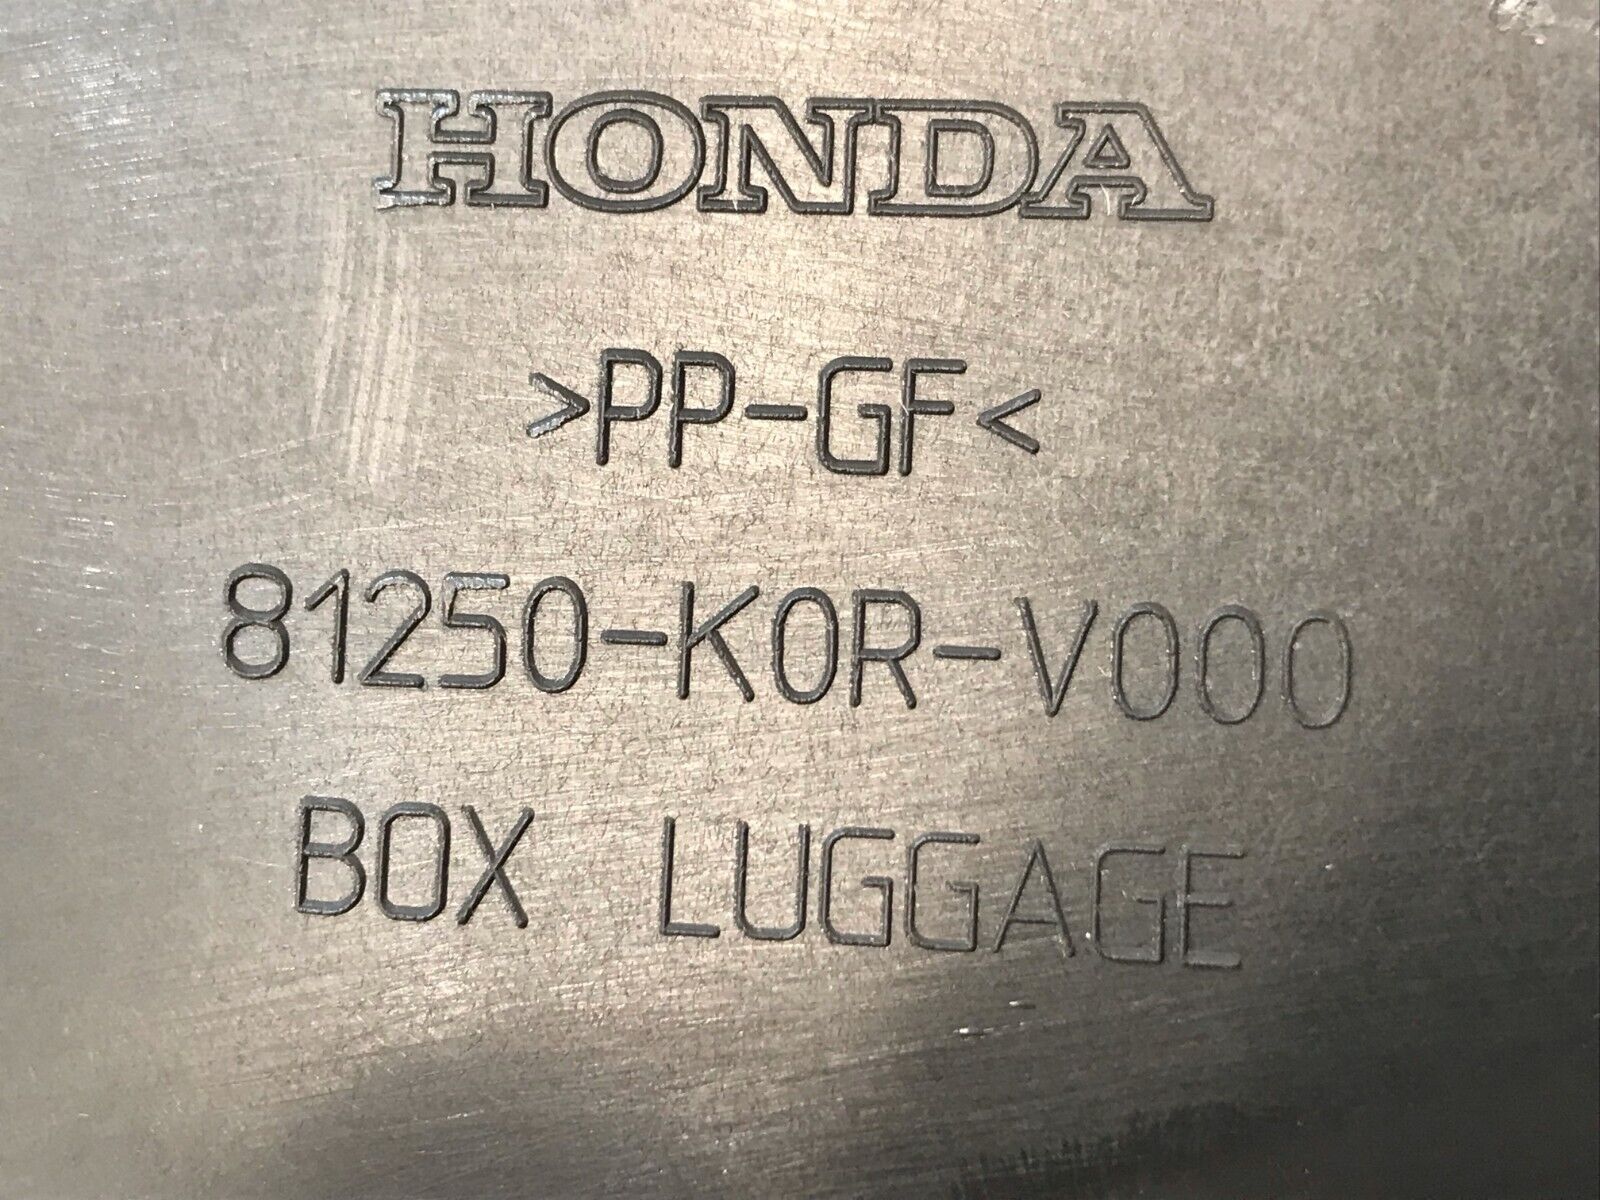 HONDA
>PP-GF<
81250-K0R-V000
BOX LUGGAGE